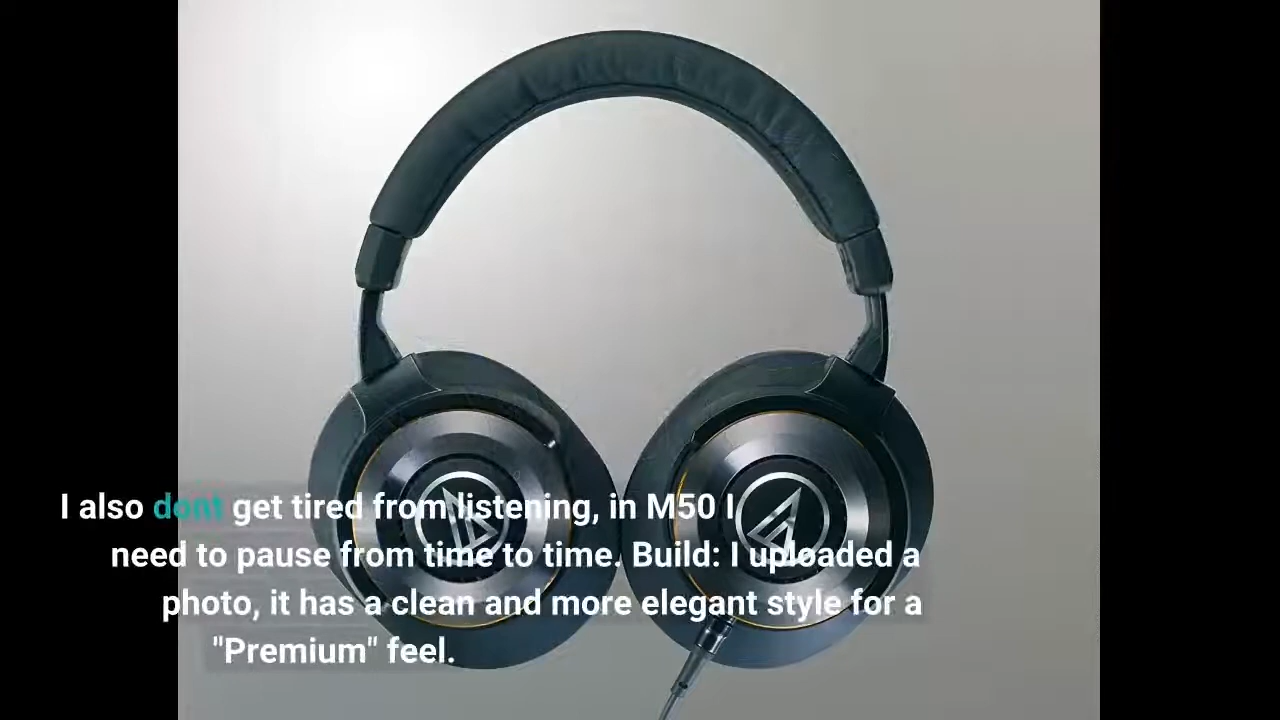 I also dont get tired from listening, in M50 I
need to pause from time to time. Build: I uploaded a
photo, it has a clean and more elegant style for a
"Premium" feel.